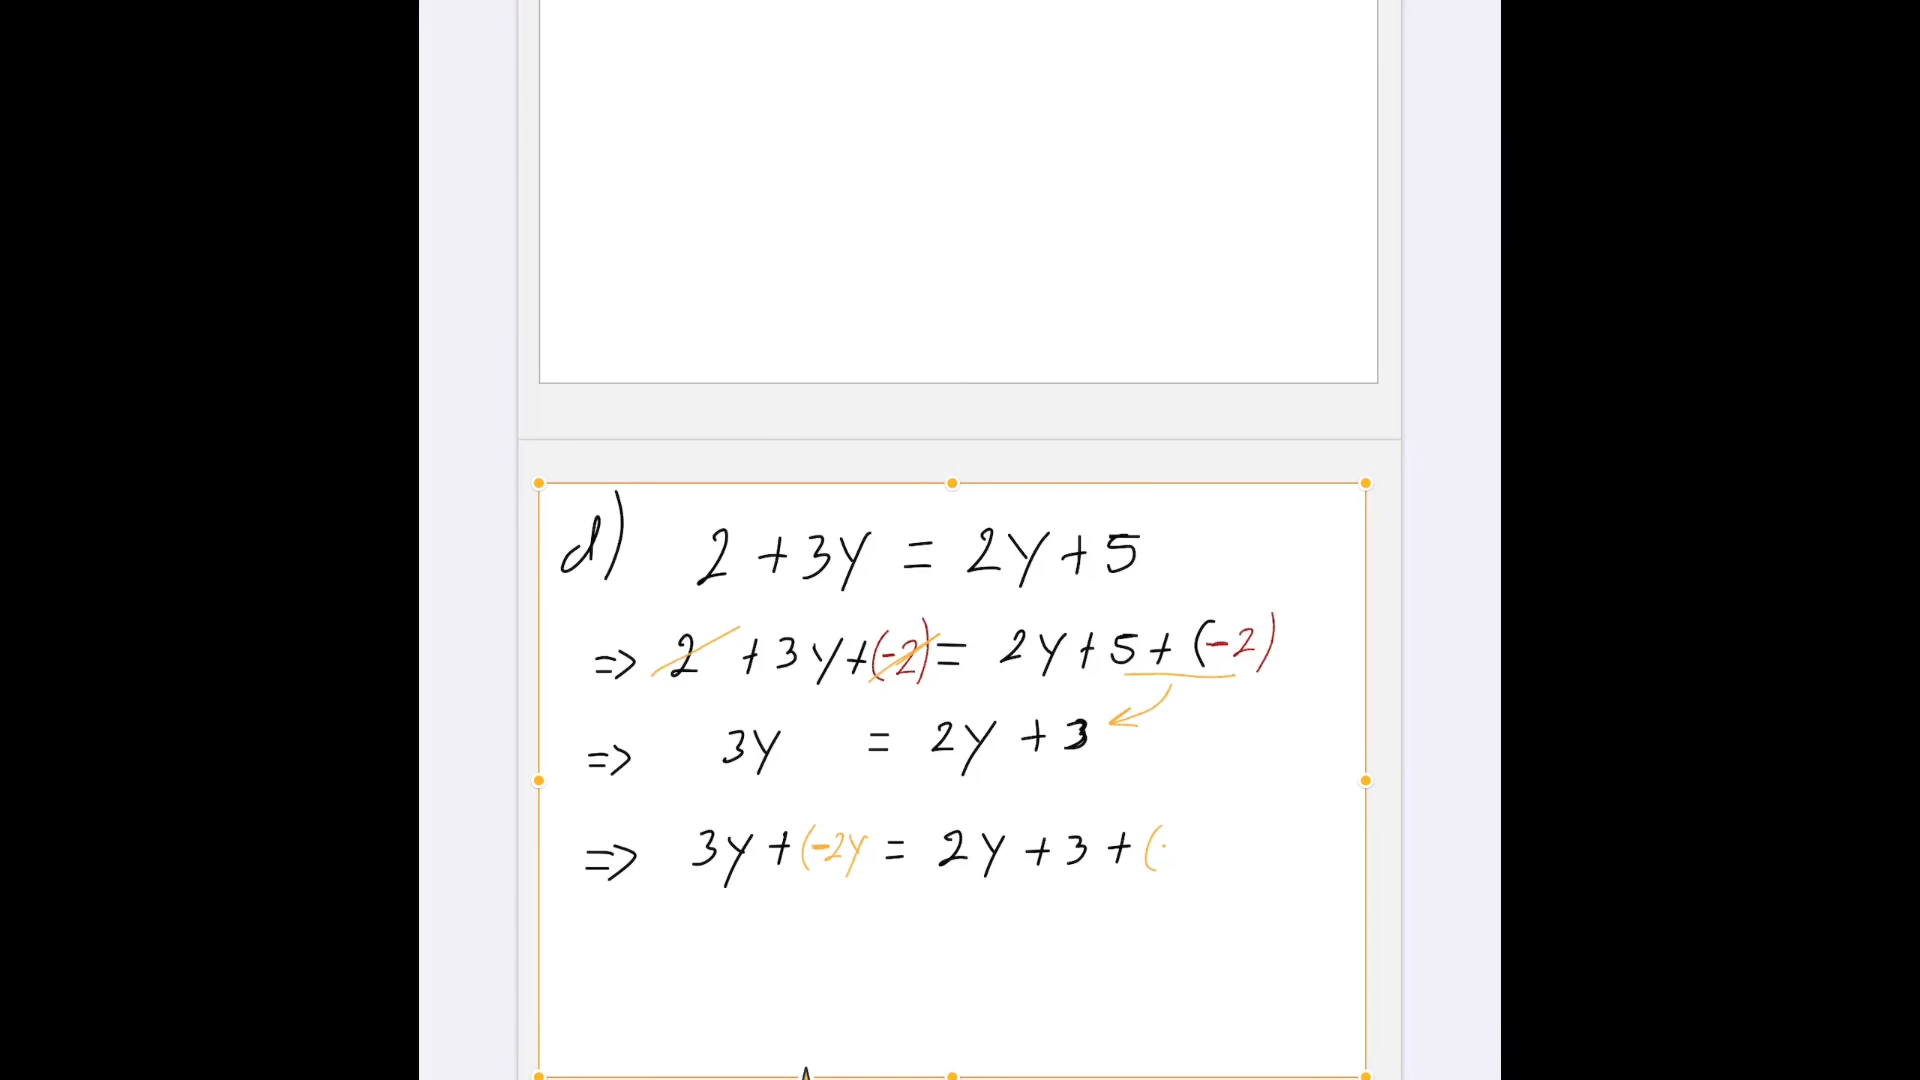 d) 2 + 3y = 2y + 5
=> 2 + 3y + (-2) = 2y + 5 + (-2)
=> 3y = 2y + 3
=> 3y + (-2y = 2y + 3 + (-